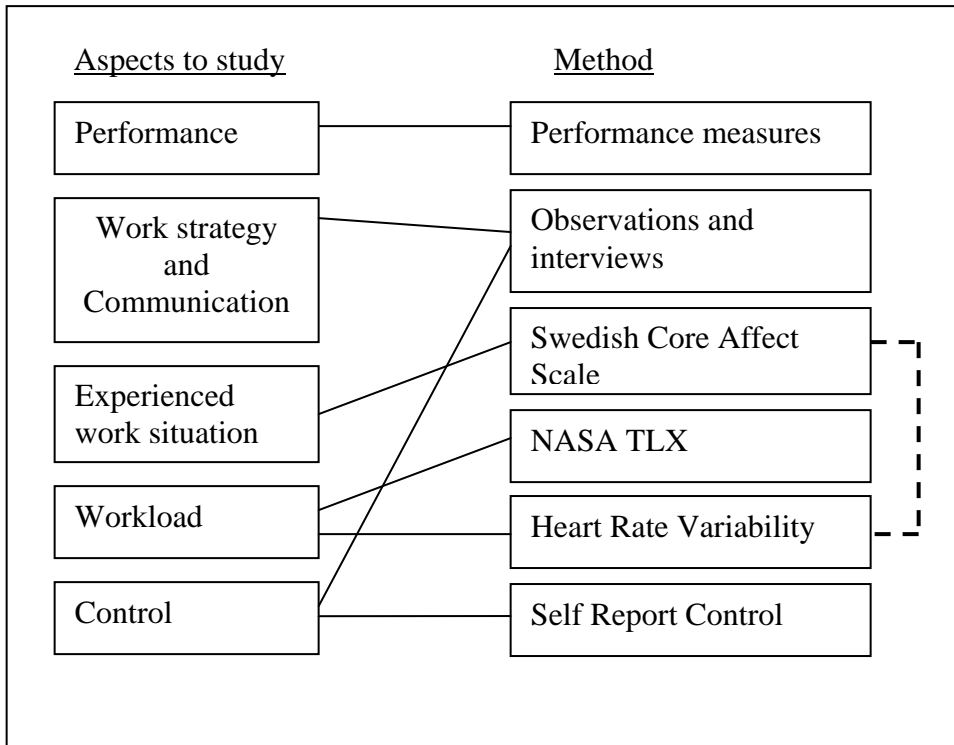 Aspects to study
Method
Performance
Performance measures
Work strategy
and
Communication
Observations and
interviews
Experienced
work situation
Swedish Core Affect
Scale
Workload
NASA TLX
Heart Rate Variability
Control
Self Report Control